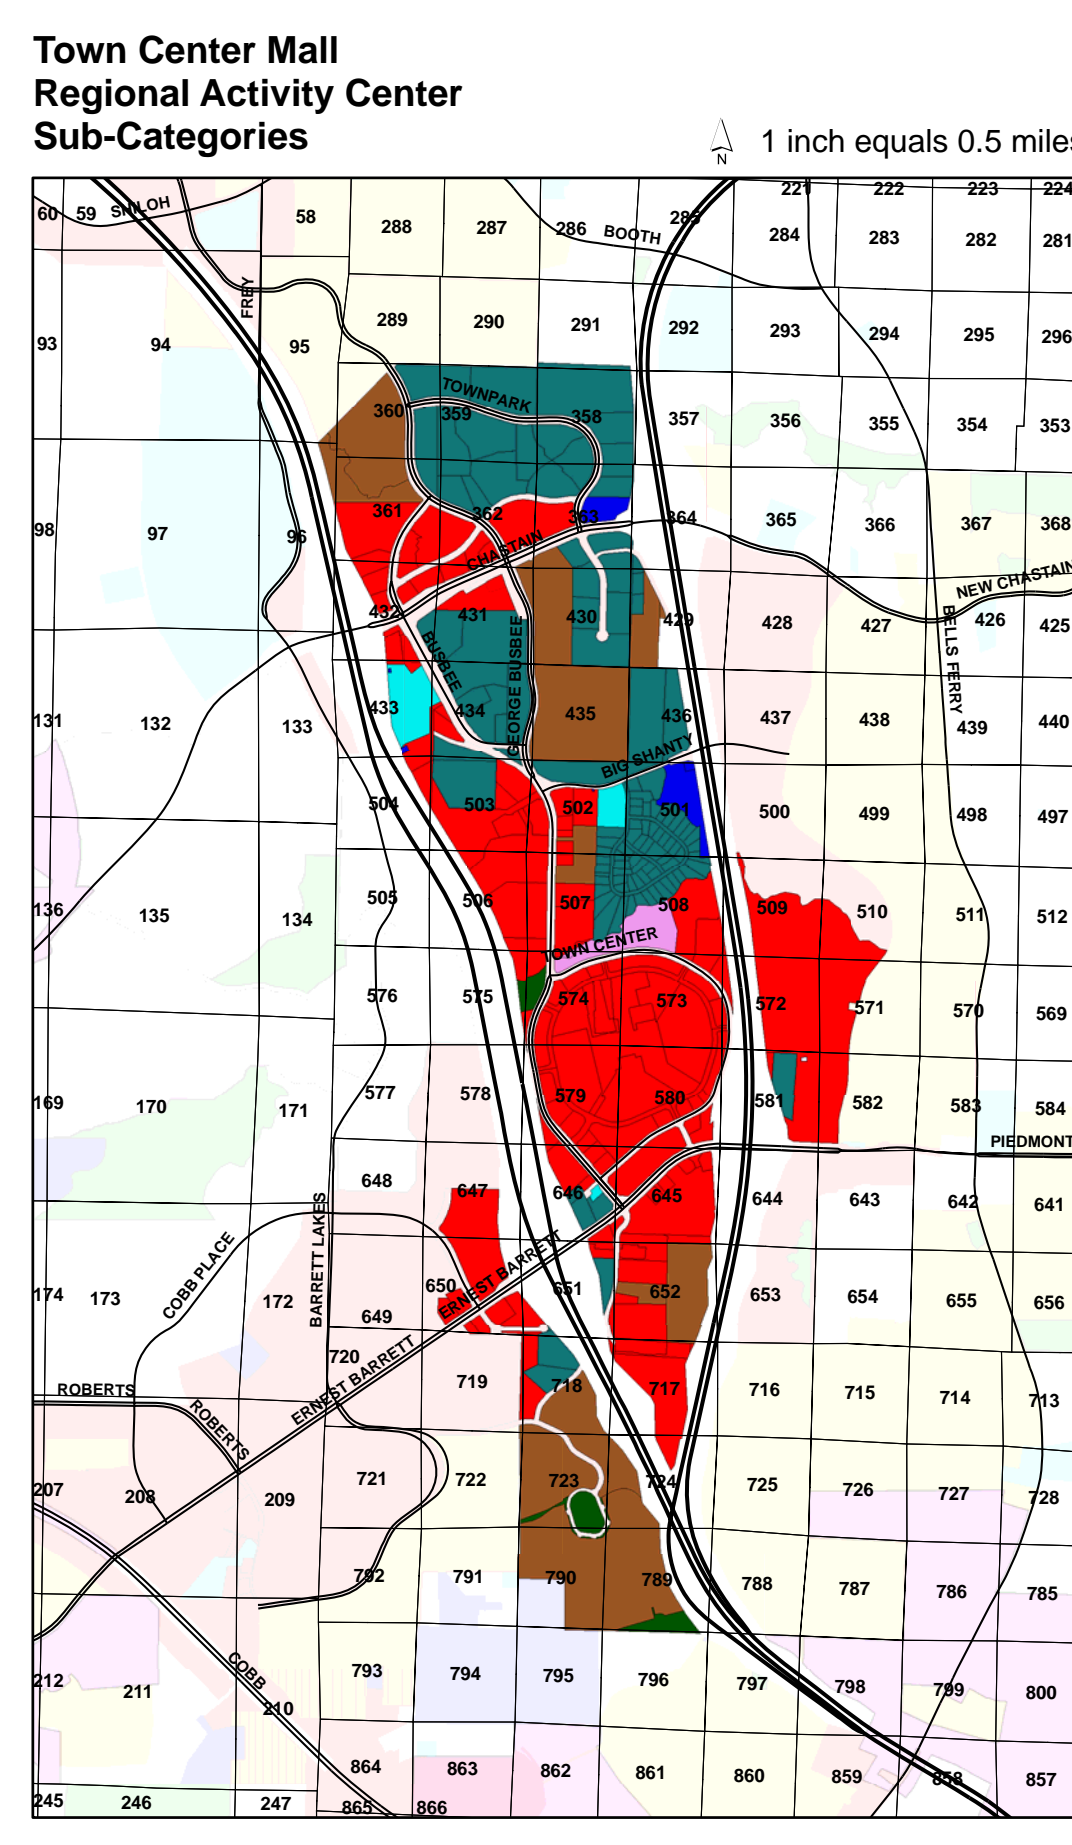 Town Center Mall
Regional Activity Center
Sub-Categories
N
1 inch equals 0.5 miles
221 222 223 224
60 59 SHILOH 58 288 287 286 BOOTH 285 284 283 282 281
FREY
93 94 95 289 290 291 292 293 294 295 296
TOWNPARK
360 359 358 357 356 355 354 353
98 97 96 361 362 363 364 365 366 367 368
CHASTAIN
NEW CHASTAIN
432 431 430 429 428 427 426 425
BUSBEE
GEORGE BUSBEE
BELLS FERRY
131 132 133 433 434 435 436 437 438 439 440
BIG SHANTY
504 503 502 501 500 499 498 497
136 135 134 505 506 507 508 509 510 511 512
TOWN CENTER
576 575 574 573 572 571 570 569
169 170 171 577 578 579 580 581 582 583 584
PIEDMONT
648 647 646 645 644 643 642 641
COBB PLACE
BARRETT LAKES
ERNEST BARRETT
174 173 172 649 650 651 652 653 654 655 656
720 719 718 717 716 715 714 713
ROBERTS
ROBERTS
ERNEST BARRETT
207 208 209 721 722 723 724 725 726 727 728
792 791 790 789 788 787 786 785
COBB
212 211 210 793 794 795 796 797 798 799 800
864 863 862 861 860 859 858 857
245 246 247 865 866